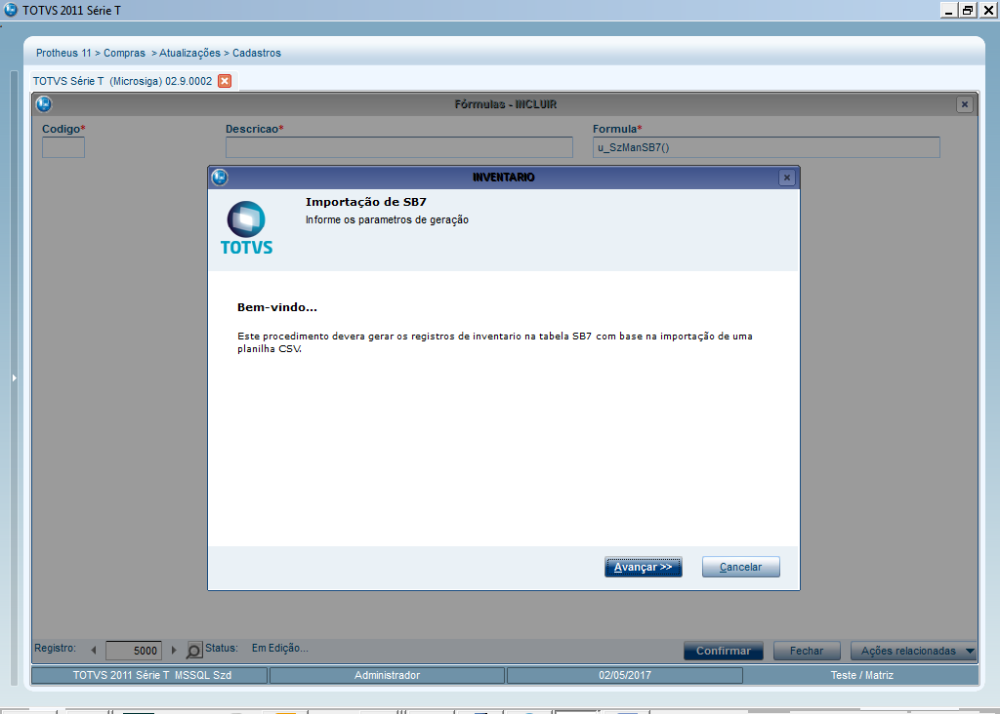 TOTVS 2011 Série T
Protheus 11 > Compras > Atualizações > Cadastros
TOTVS Série T (Microsiga) 02.9.0002
Fórmulas - INCLUIR
Codigo* Descricao* Formula*
u_SzManSB7()
INVENTARIO
Importação de SB7
Informe os parametros de geração
TOTVS
Bem-vindo...
Este procedimento devera gerar os registros de inventario na tabela SB7 com base na importação de uma
planilha CSV.
Avançar >> Cancelar
Registro: 5000 Status: Em Edição... Confirmar Fechar Ações relacionadas
TOTVS 2011 Série T MSSQL Szd Administrador 02/05/2017 Teste / Matriz